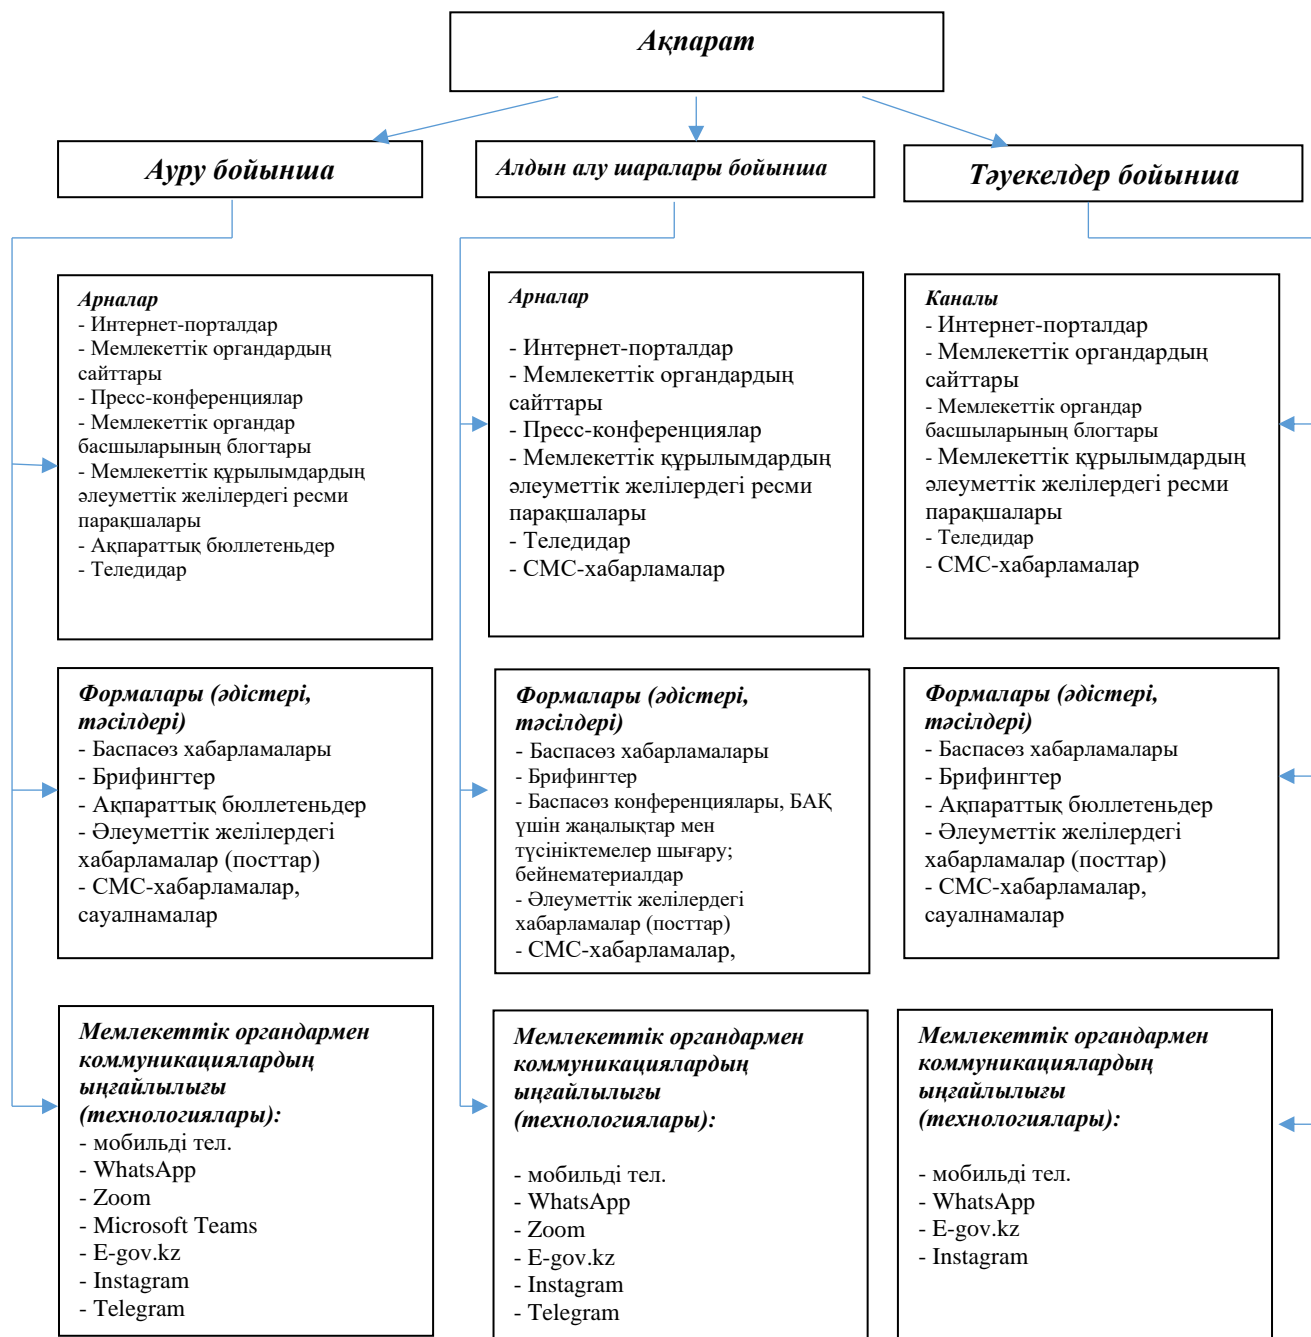 Ақпарат
Ауру бойынша
Алдын алу шаралары бойынша
Тәуекелдер бойынша
Арналар
- Интернет-порталдар
- Мемлекеттік органдардың
сайттары
- Пресс-конференциялар
- Мемлекеттік органдар
басшыларының блогтары
- Мемлекеттік құрылымдардың
әлеуметтік желілердегі ресми
парақшалары
- Ақпараттық бюллетеньдер
- Теледидар
Арналар
- Интернет-порталдар
- Мемлекеттік органдардың
сайттары
- Пресс-конференциялар
- Мемлекеттік құрылымдардың
әлеуметтік желілердегі ресми
парақшалары
- Теледидар
- СМС-хабарламалар
Каналы
- Интернет-порталдар
- Мемлекеттік органдардың
сайттары
- Мемлекеттік органдар
басшыларының блогтары
- Мемлекеттік құрылымдардың
әлеуметтік желілердегі ресми
парақшалары
- Теледидар
- СМС-хабарламалар
Формалары (әдістері,
тәсілдері)
- Баспасөз хабарламалары
- Брифингтер
- Ақпараттық бюллетеньдер
- Әлеуметтік желілердегі
хабарламалар (посттар)
- СМС-хабарламалар,
сауалнамалар
Формалары (әдістері,
тәсілдері)
- Баспасөз хабарламалары
- Брифингтер
- Баспасөз конференциялары, БАҚ
үшін жаңалықтар мен
түсініктемелер шығару;
бейнематериалдар
- Әлеуметтік желілердегі
хабарламалар (посттар)
- СМС-хабарламалар,
Формалары (әдістері,
тәсілдері)
- Баспасөз хабарламалары
- Брифингтер
- Ақпараттық бюллетеньдер
- Әлеуметтік желілердегі
хабарламалар (посттар)
- СМС-хабарламалар,
сауалнамалар
Мемлекеттік органдармен
коммуникациялардың
ыңғайлылығы
(технологиялары):
- мобильді тел.
- WhatsApp
- Zoom
- Microsoft Teams
- E-gov.kz
- Instagram
- Telegram
Мемлекеттік органдармен
коммуникациялардың
ыңғайлылығы
(технологиялары):
- мобильді тел.
- WhatsApp
- Zoom
- E-gov.kz
- Instagram
- Telegram
Мемлекеттік органдармен
коммуникациялардың
ыңғайлылығы
(технологиялары):
- мобильді тел.
- WhatsApp
- E-gov.kz
- Instagram